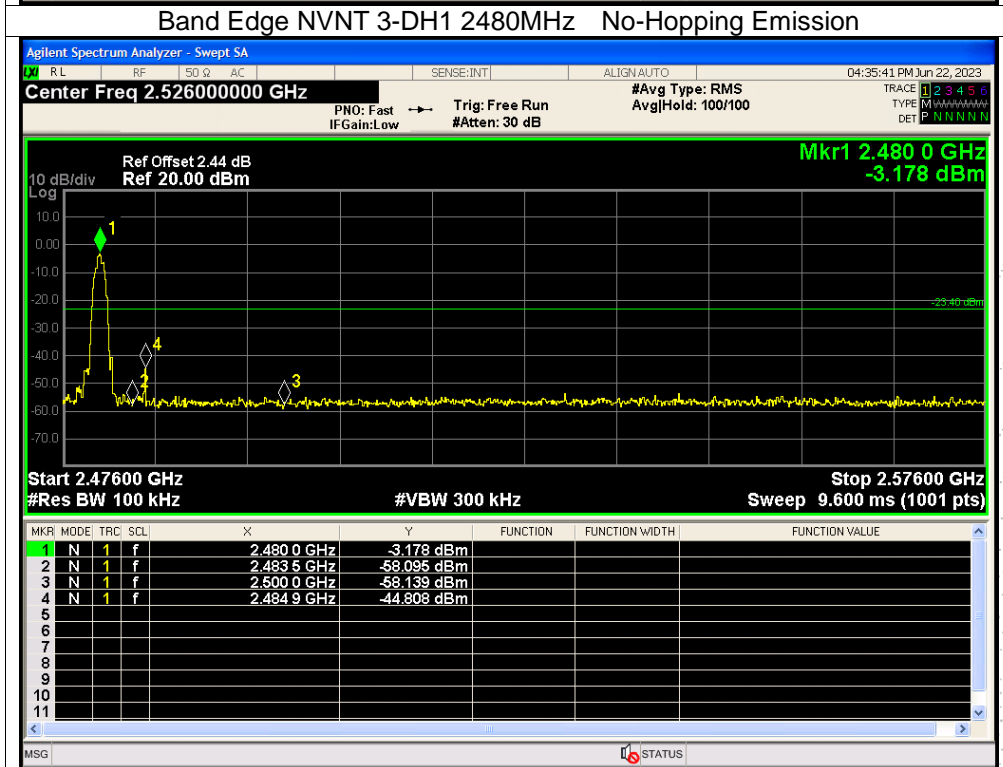 Band Edge NVNT 3-DH1 2480MHz No-Hopping Emission
Agilent Spectrum Analyzer - Swept SA
LXI RL RF 50 Ω AC SENSE:INT ALIGN AUTO 04:35:41 PM Jun 22, 2023
Center Freq 2.526000000 GHz #Avg Type: RMS TRACE 1 2 3 4 5 6
PNO: Fast Trig: Free Run Avg|Hold: 100/100 TYPE M WWWWW
IFGain:Low #Atten: 30 dB DET P N N N N N
Mkr1 2.480 0 GHz
-3.178 dBm
Ref Offset 2.44 dB
10 dB/div Ref 20.00 dBm
Log
10.0
1
0.00
-10.0
-20.0
-23.40 dBm
-30.0
4
-40.0
-50.0
2
3
-60.0
-70.0
Start 2.47600 GHz Stop 2.57600 GHz
#Res BW 100 kHz #VBW 300 kHz Sweep 9.600 ms (1001 pts)
MKR MODE TRC SCL X Y FUNCTION FUNCTION WIDTH FUNCTION VALUE
1 N 1 f 2.480 0 GHz -3.178 dBm
2 N 1 f 2.483 5 GHz -58.095 dBm
3 N 1 f 2.500 0 GHz -58.139 dBm
4 N 1 f 2.484 9 GHz -44.808 dBm
5
6
7
8
9
10
11
MSG STATUS